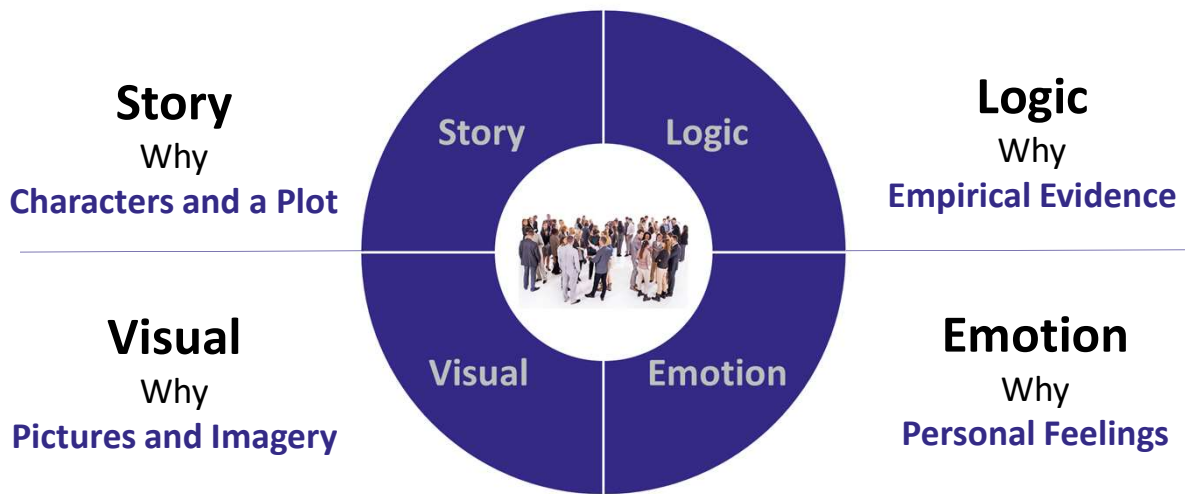 Story
Why
Characters and a Plot
Story
Logic
Logic
Why
Empirical Evidence
Visual
Why
Pictures and Imagery
Visual
Emotion
Emotion
Why
Personal Feelings